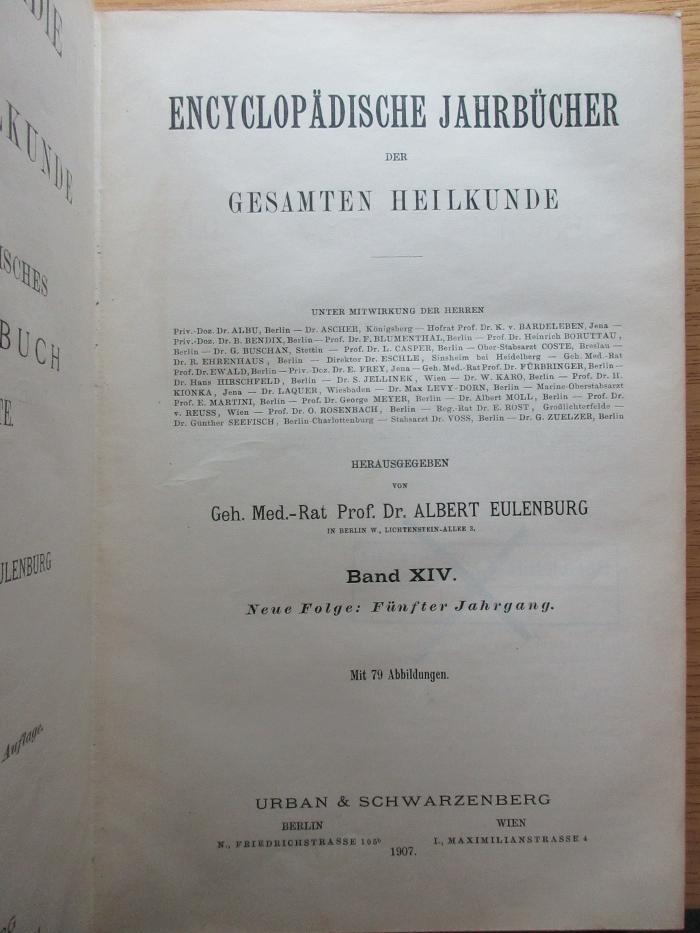 DIE
LKUNDE
ISCHES
BUCH
TE.
ULENBURG
Auflage.
ENCYCLOPÄDISCHE JAHRBÜCHER
DER
GESAMTEN HEILKUNDE
UNTER MITWIRKUNG DER HERREN
Priv.-Doz. Dr. ALBU, Berlin — Dr. ASCHER, Königsberg — Hofrat Prof. Dr. K. v. BARDELEBEN, Jena —
Priv.-Doz. Dr. B. BENDIX, Berlin — Prof. Dr. F. BLUMENTHAL, Berlin — Prof. Dr. Heinrich BORUTTAU,
Berlin — Dr. G. BUSCHAN, Stettin — Prof. Dr. L. CASPER, Berlin — Ober-Stabsarzt COSTE, Breslau —
Dr. R. EHRENHAUS, Berlin — Direktor Dr. ESCHLE, Sinsheim bei Heidelberg — Geh. Med.-Rat
Prof. Dr. EWALD, Berlin — Priv.-Doz. Dr. E. FREY, Jena — Geh. Med.-Rat Prof. Dr. FÜRBRINGER, Berlin —
Dr. Hans HIRSCHFELD, Berlin — Dr. S. JELLINEK, Wien — Dr. W. KARO, Berlin — Prof. Dr. H.
KIONKA, Jena — Dr. LAQUER, Wiesbaden — Dr. Max LEVY-DORN, Berlin — Marine-Oberstabsarzt
Prof. E. MARTINI, Berlin — Prof. Dr. George MEYER, Berlin — Dr. Albert MOLL, Berlin — Prof. Dr.
v. REUSS, Wien — Prof. Dr. O. ROSENBACH, Berlin — Reg.-Rat Dr. E. ROST, Großlichterfelde —
Dr. Günther SEEFISCH, Berlin-Charlottenburg — Stabsarzt Dr. VOSS, Berlin — Dr. G. ZUELZER, Berlin
HERAUSGEGEBEN
VON
Geh. Med.-Rat Prof. Dr. ALBERT EULENBURG
IN BERLIN W., LICHTENSTEIN-ALLEE 3.
Band XIV.
Neue Folge: Fünfter Jahrgang.
Mit 79 Abbildungen.
URBAN & SCHWARZENBERG
BERLIN WIEN
N., FRIEDRICHSTRASSE 105b I., MAXIMILIANSTRASSE 4
1907.